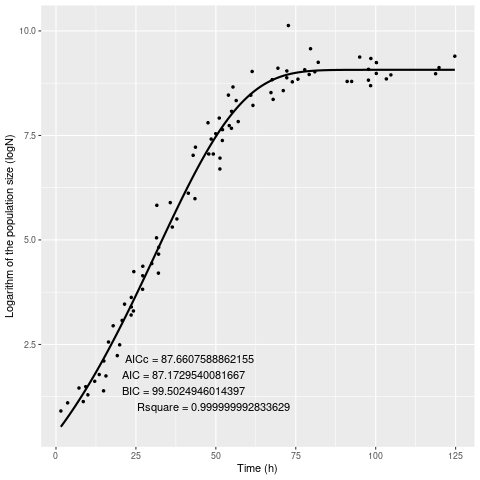 10.0
7.5
5.0
2.5
Logarithm of the population size (logN)
AICc = 87.6607588862155
AIC = 87.1729540081667
BIC = 99.5024946014397
Rsquare = 0.999999992833629
0
25
50
75
100
125
Time (h)